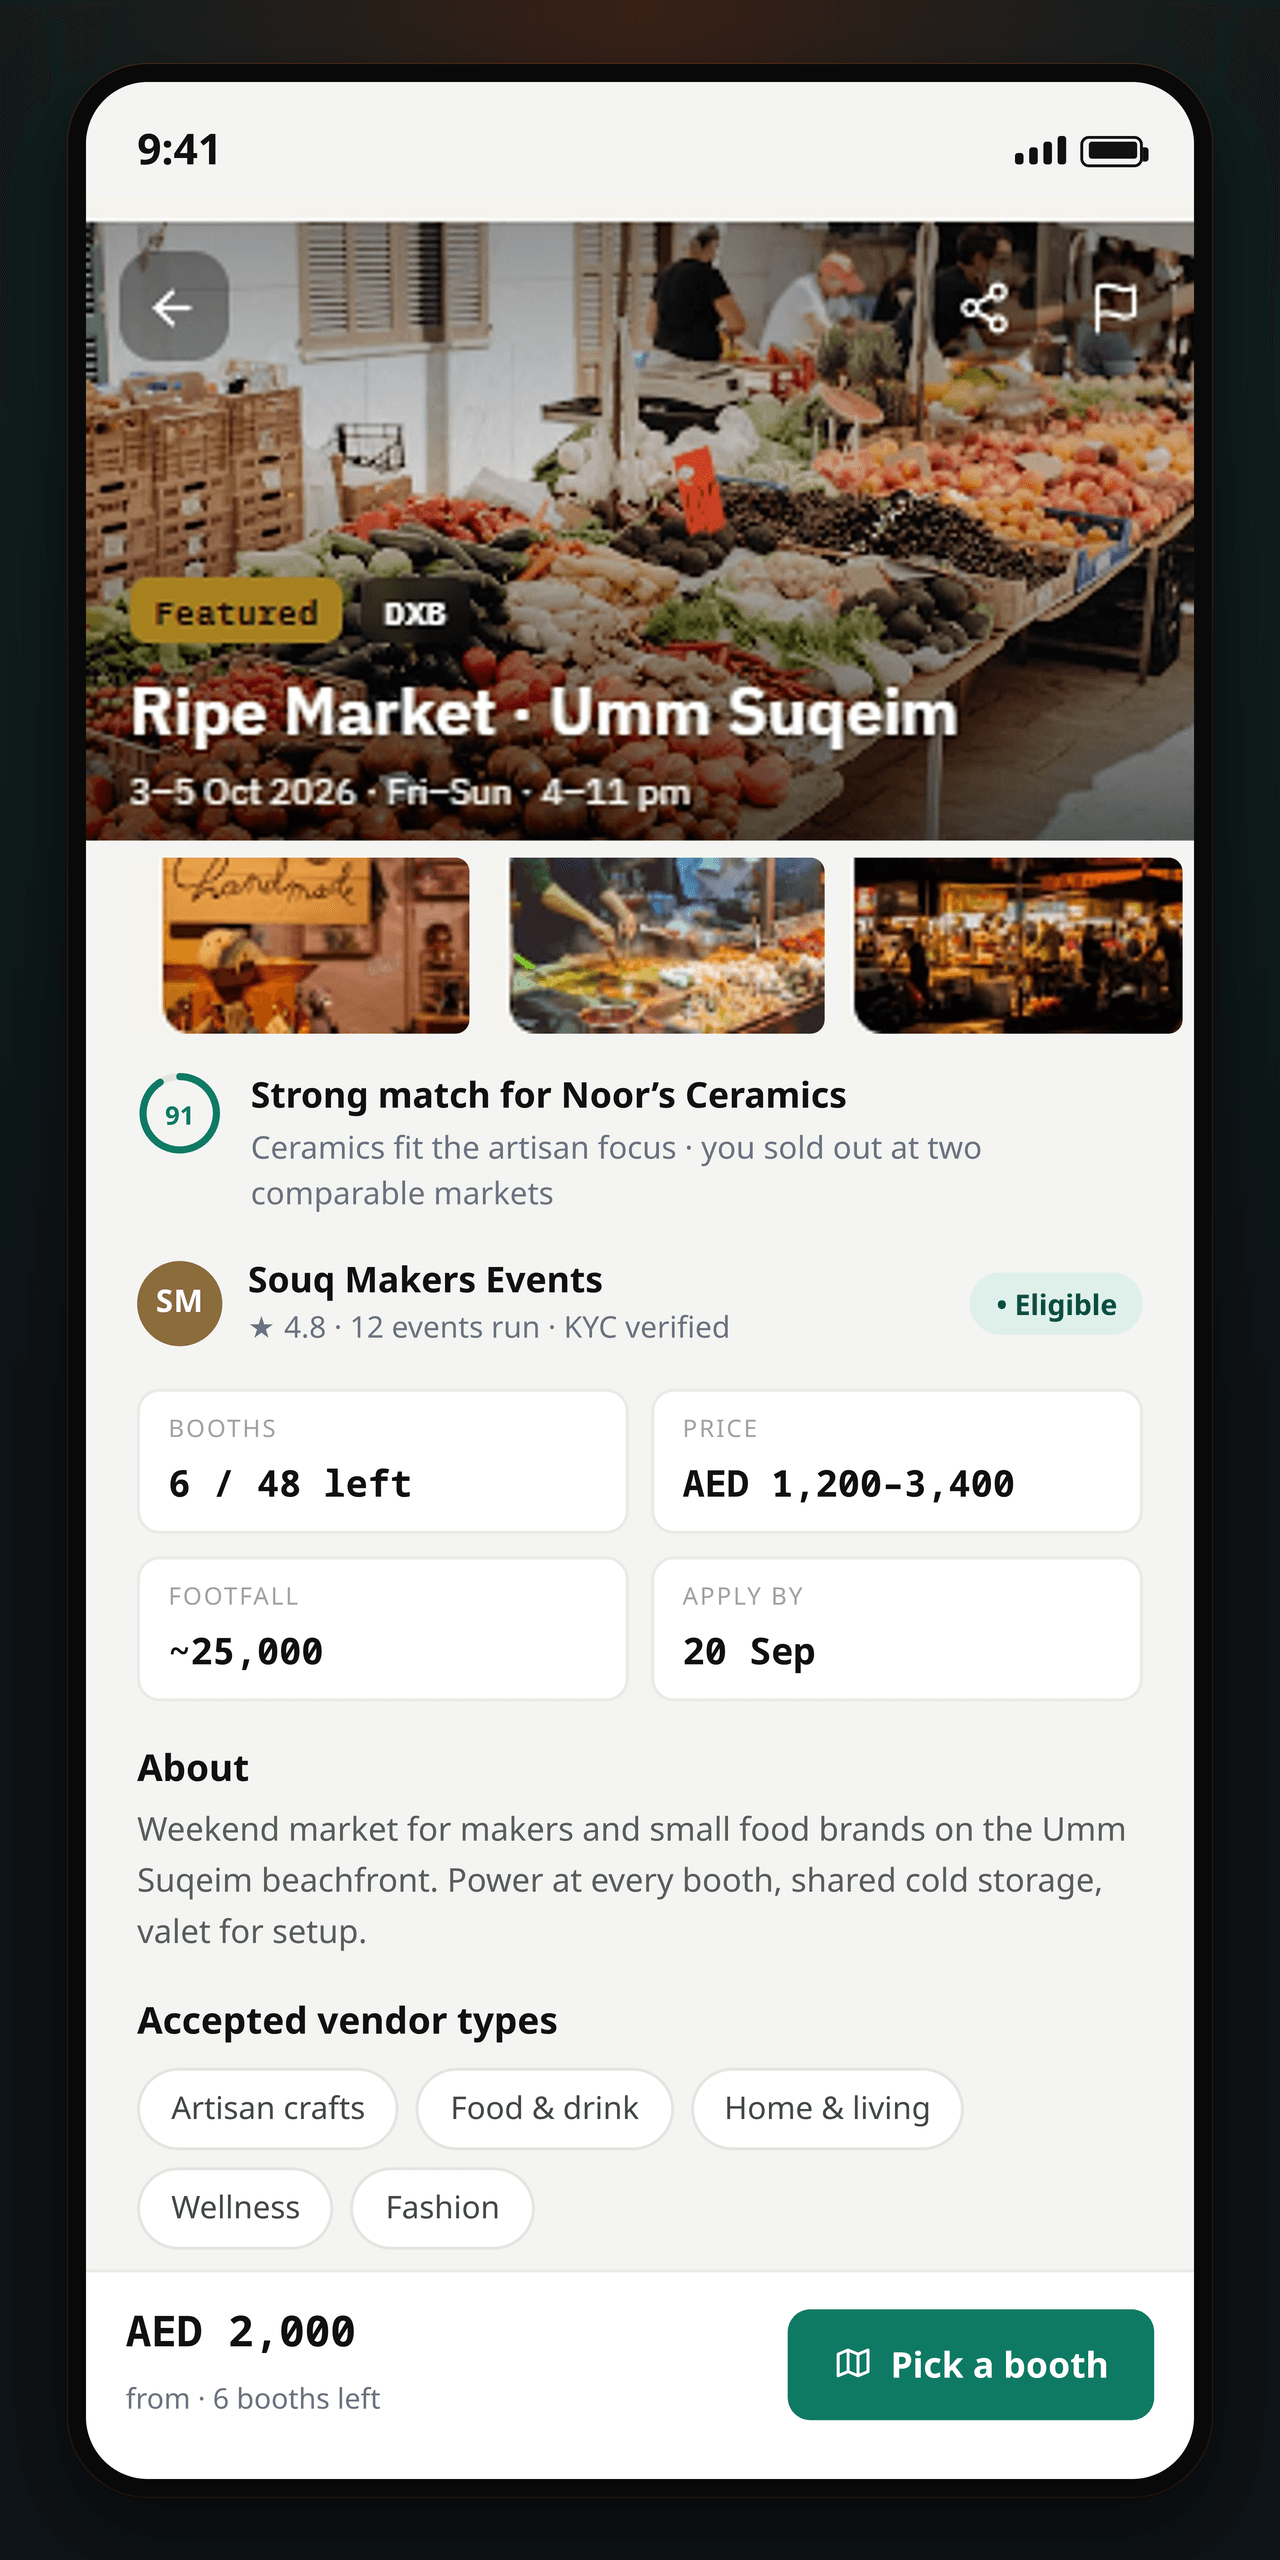 9:41
Featured
DXB
Ripe Market · Umm Suqeim
3–5 Oct 2026 · Fri–Sun · 4–11 pm
handmade
91
Strong match for Noor’s Ceramics
Ceramics fit the artisan focus · you sold out at two
comparable markets
SM
Souq Makers Events
★ 4.8 · 12 events run · KYC verified
• Eligible
BOOTHS
6 / 48 left
PRICE
AED 1,200–3,400
FOOTFALL
~25,000
APPLY BY
20 Sep
About
Weekend market for makers and small food brands on the Umm
Suqeim beachfront. Power at every booth, shared cold storage,
valet for setup.
Accepted vendor types
Artisan crafts
Food & drink
Home & living
Wellness
Fashion
AED 2,000
from · 6 booths left
Pick a booth